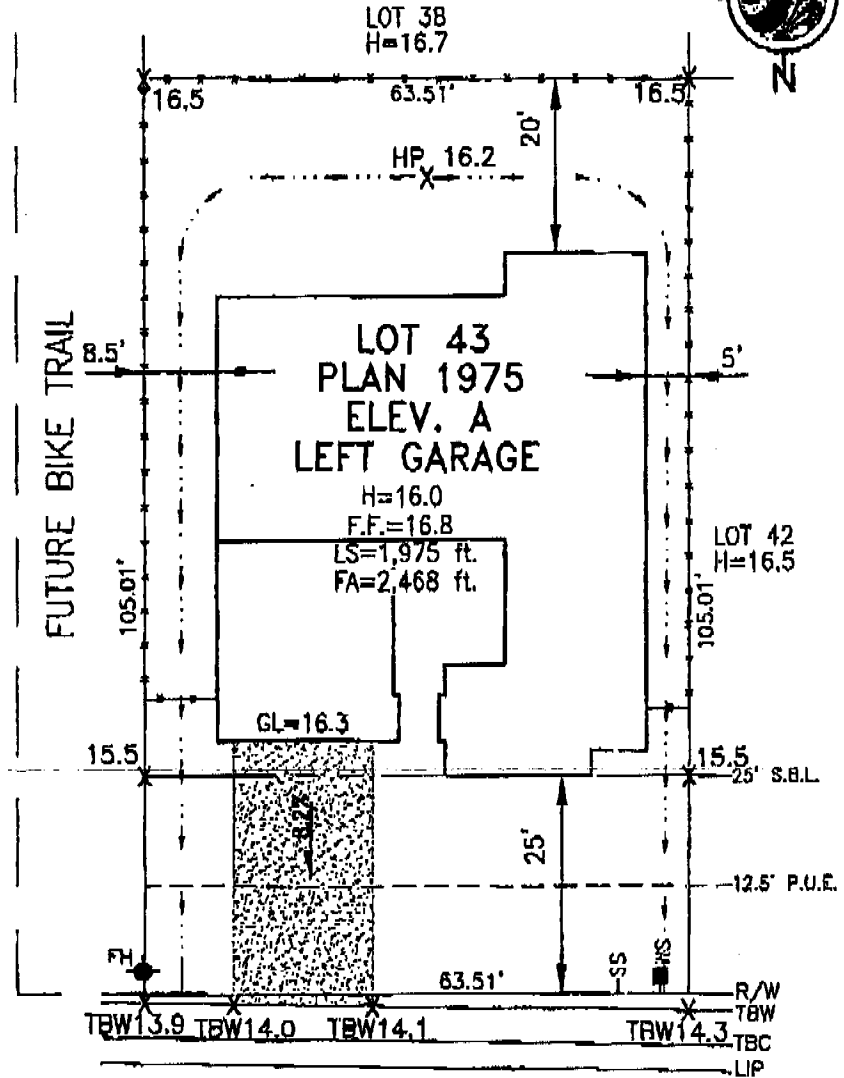 LOT 38
H=16.7
N
16.5
63.51'
16.5
20'
HP 16.2
FUTURE BIKE TRAIL
8.5'
5'
LOT 43
PLAN 1975
ELEV. A
LEFT GARAGE
H=16.0
F.F.=16.8
LS=1,975 ft.
FA=2,468 ft.
LOT 42
H=16.5
105.01'
105.01'
GL=16.3
15.5
15.5
25' S.B.L.
8.2%
25'
12.5' P.U.E.
FH
63.51'
SS
WS
R/W
TBW
TBW13.9 TBW14.0 TBW14.1 TBW14.3
TBC
LIP